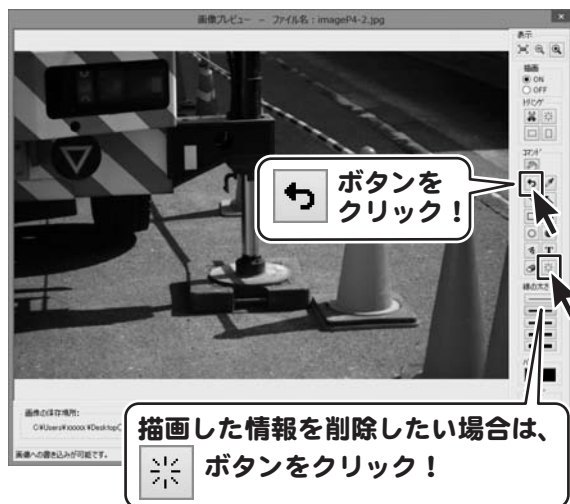 画像プレビュー － ファイル名：imageP4-2.jpg
表示
描画
ON
OFF
トリミング
コマンド
ボタンを
クリック！
T
線の太さ
画像の保存場所:
C:¥Users¥xxxxx¥Desktop
画像への書き込みが可能です。
描画した情報を削除したい場合は、
ボタンをクリック！